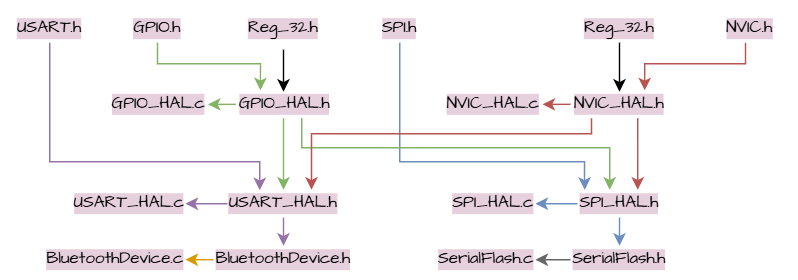 USART.h GPIO.h Reg_32.h SPI.h Reg_32.h NVIC.h
GPIO_HAL.c GPIO_HAL.h NVIC_HAL.c NVIC_HAL.h
USART_HAL.c USART_HAL.h SPI_HAL.c SPI_HAL.h
BluetoothDevice.c BluetoothDevice.h SerialFlash.c SerialFlash.h